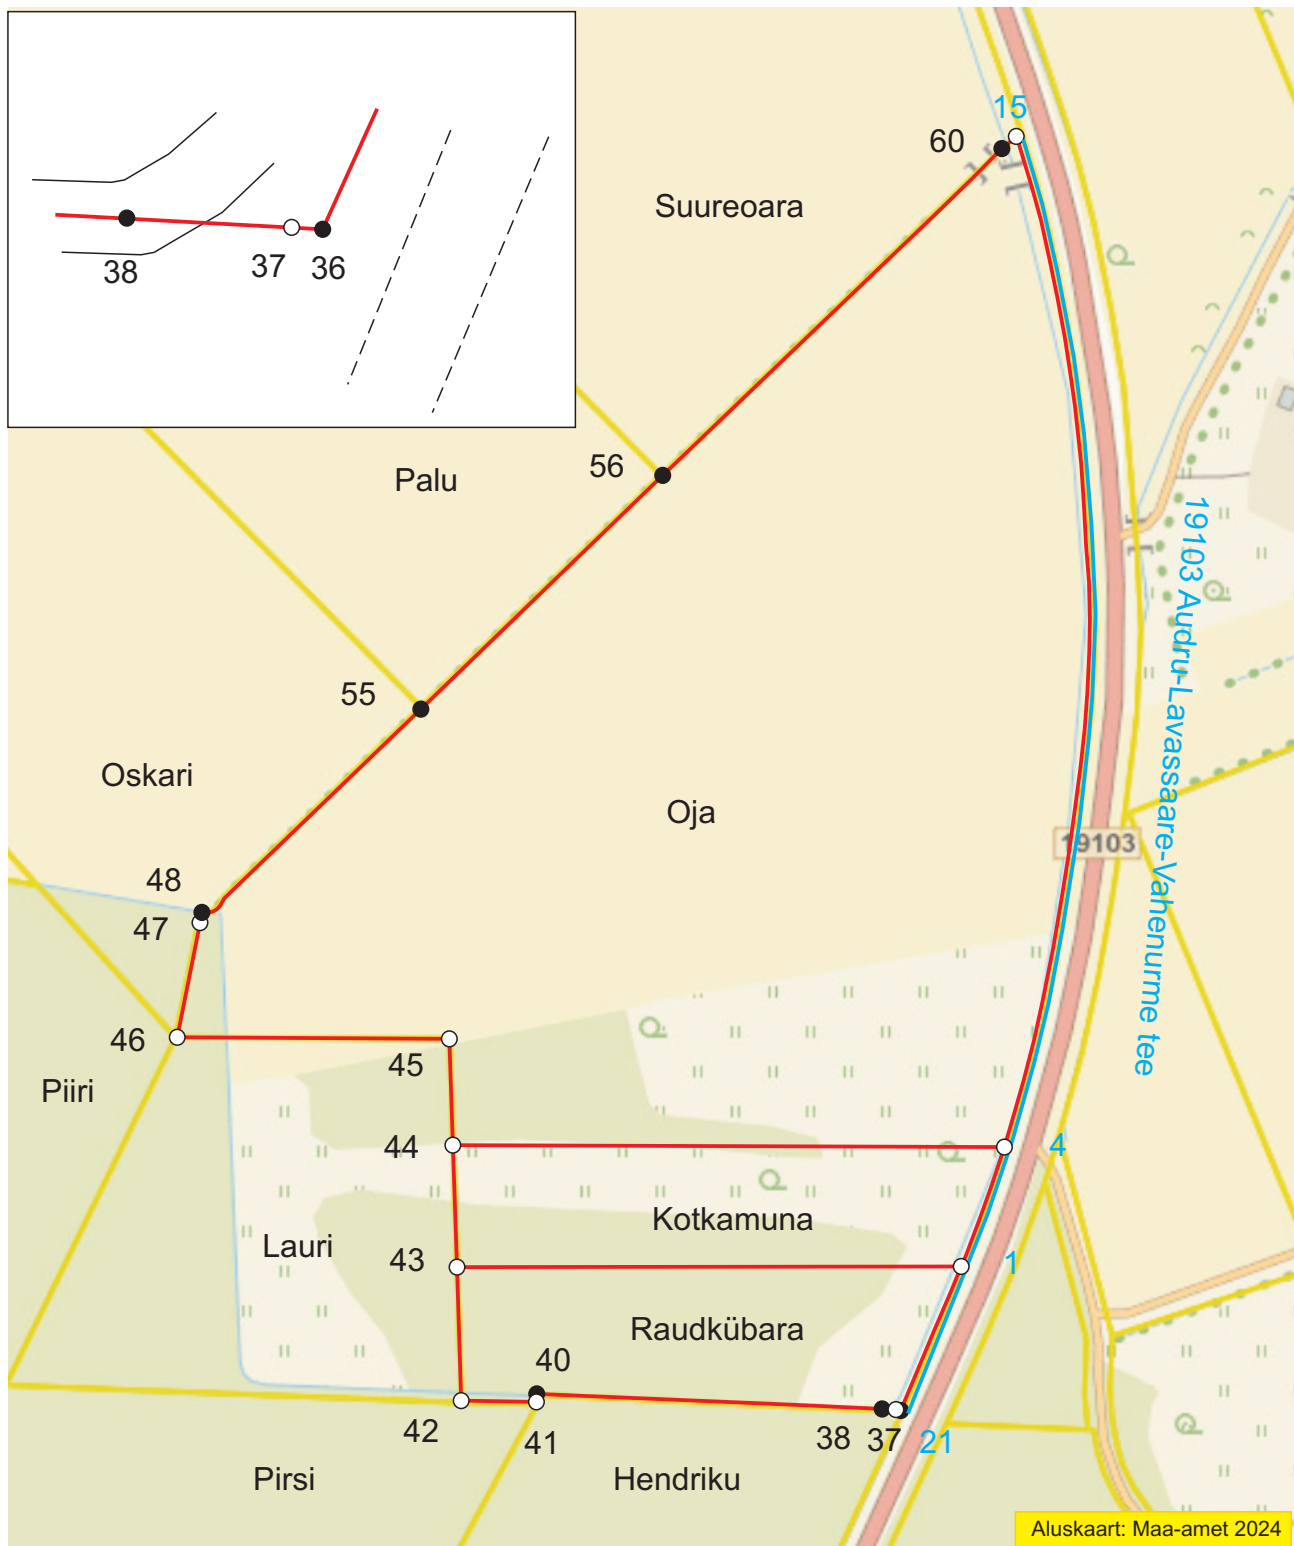 38
37
36
15
60
Suureoara
56
Palu
55
Oskari
Oja
19103 Audru-Lavassaare-Vahenurme tee
19103
48
47
46
45
Piiri
44
4
Kotkamuna
Lauri
43
1
Raudkübara
40
42
41
38
37
21
Pirsi
Hendriku
Aluskaart: Maa-amet 2024